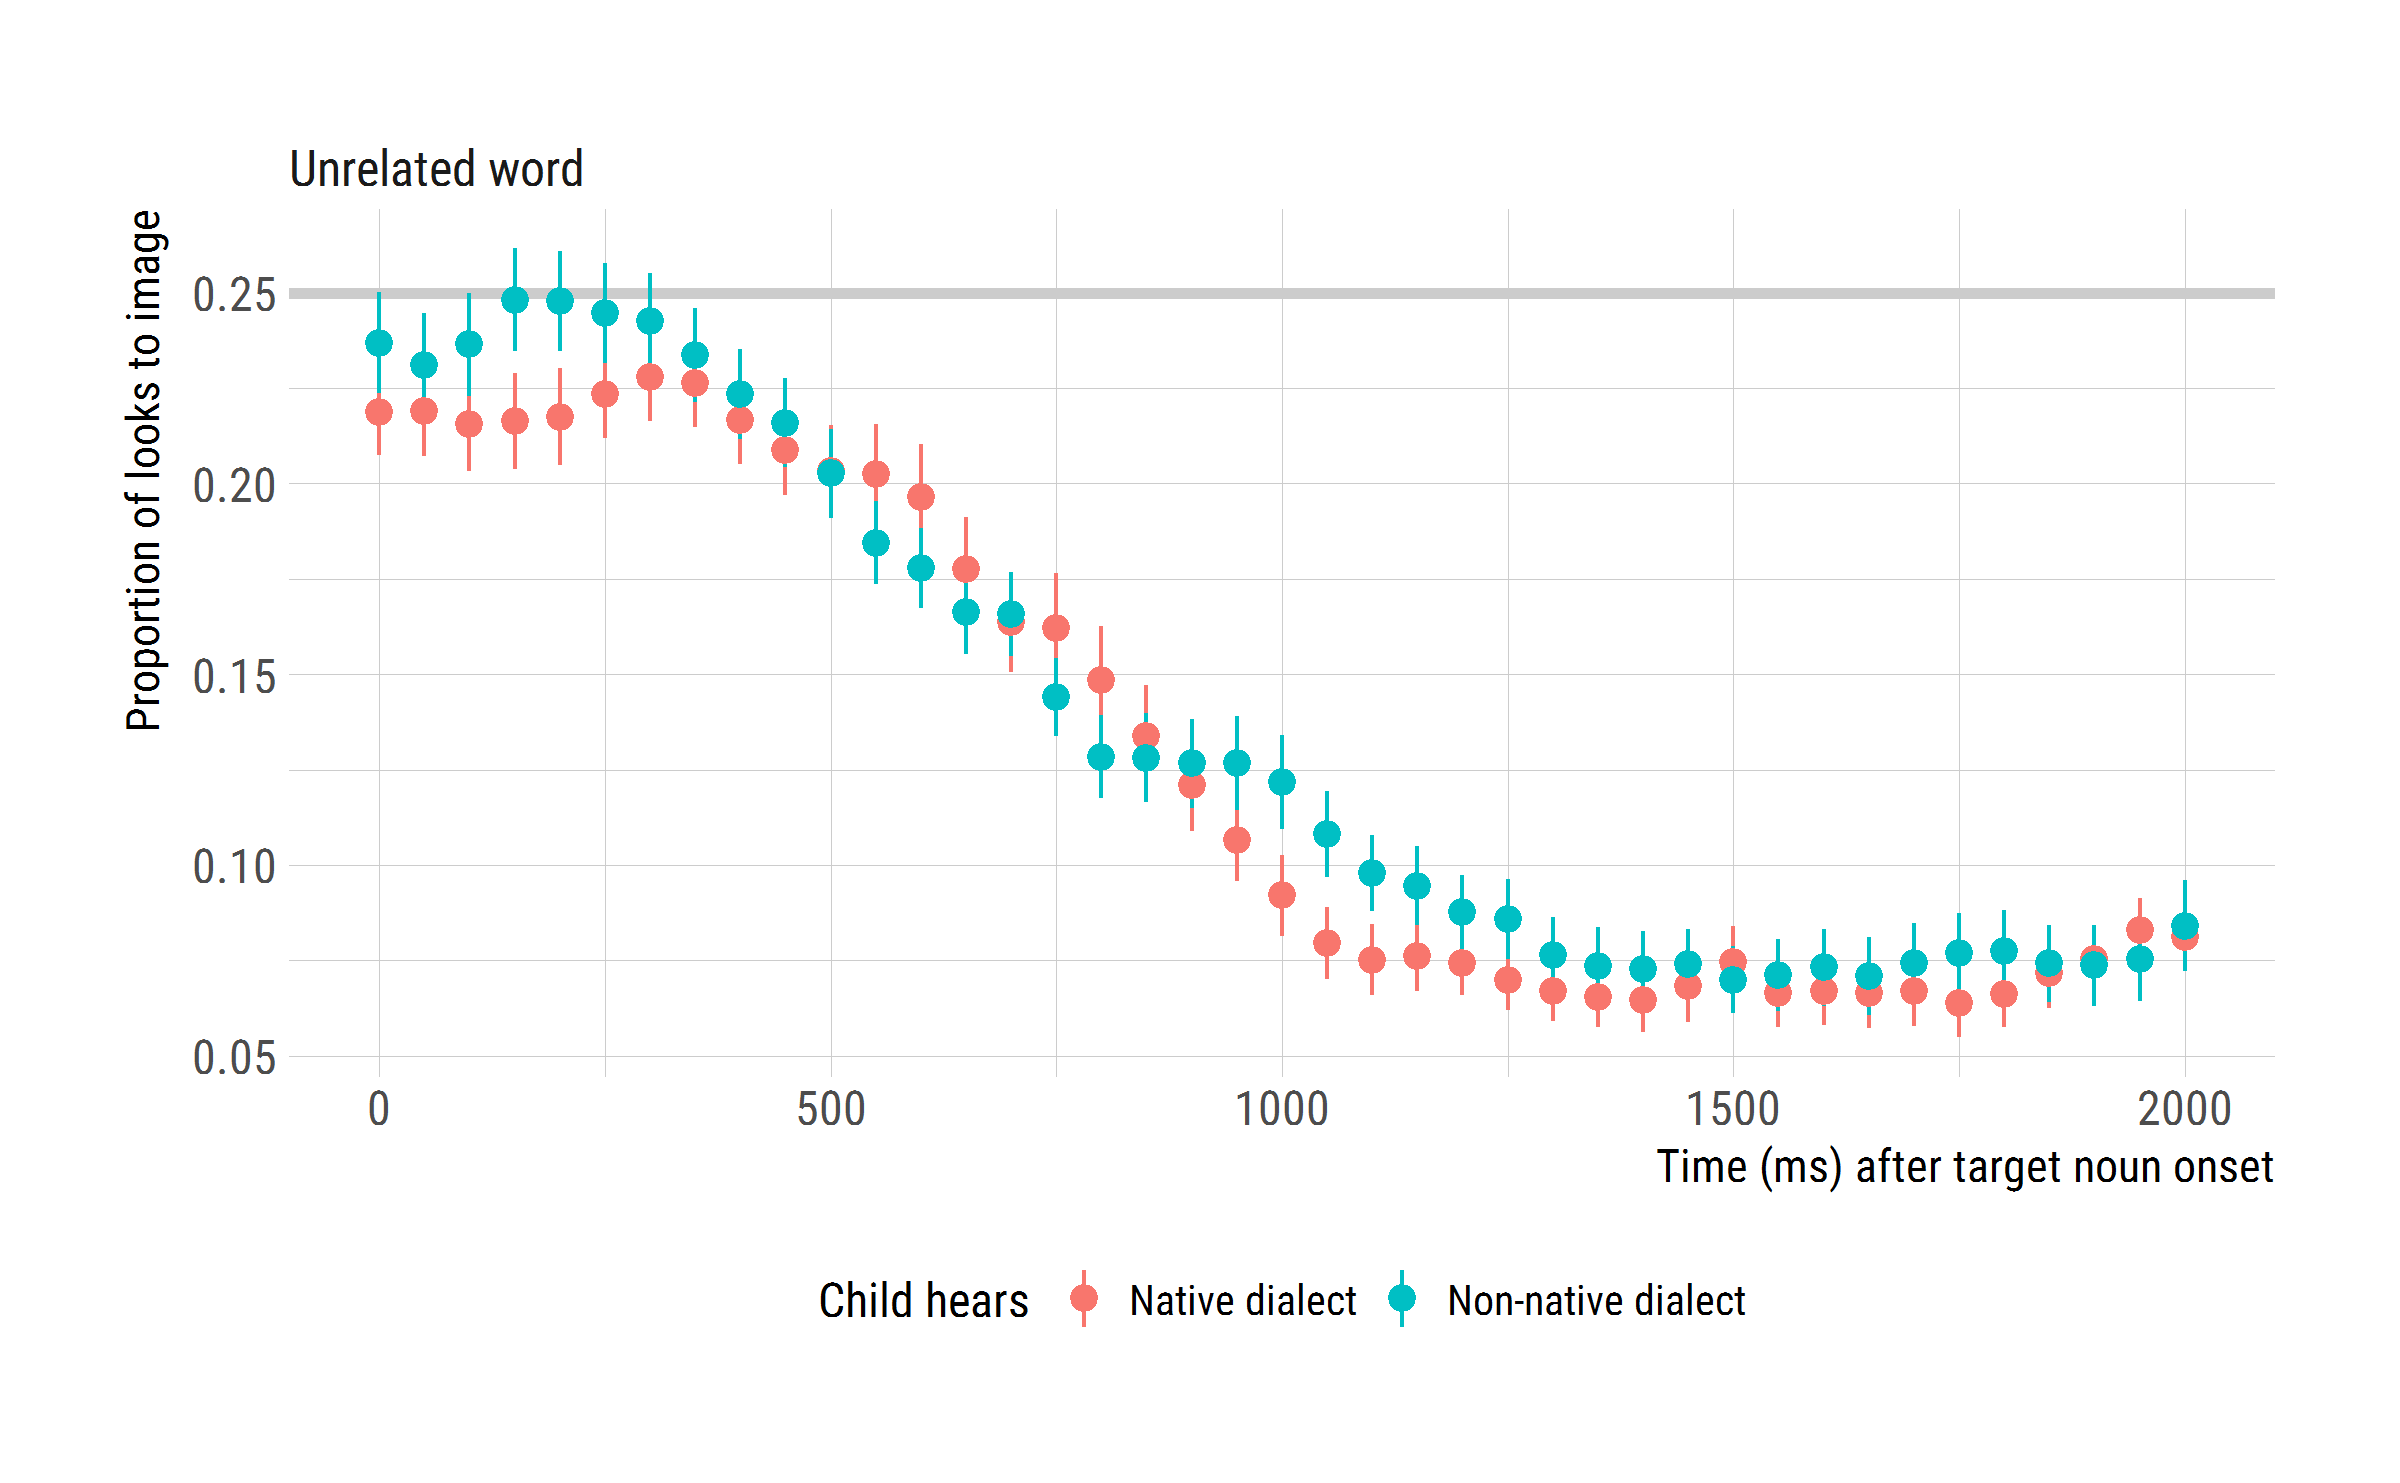 Unrelated word
Proportion of looks to image
0.25
0.20
0.15
0.10
0.05
0 500 1000 1500 2000
Time (ms) after target noun onset
Child hears Native dialect Non-native dialect